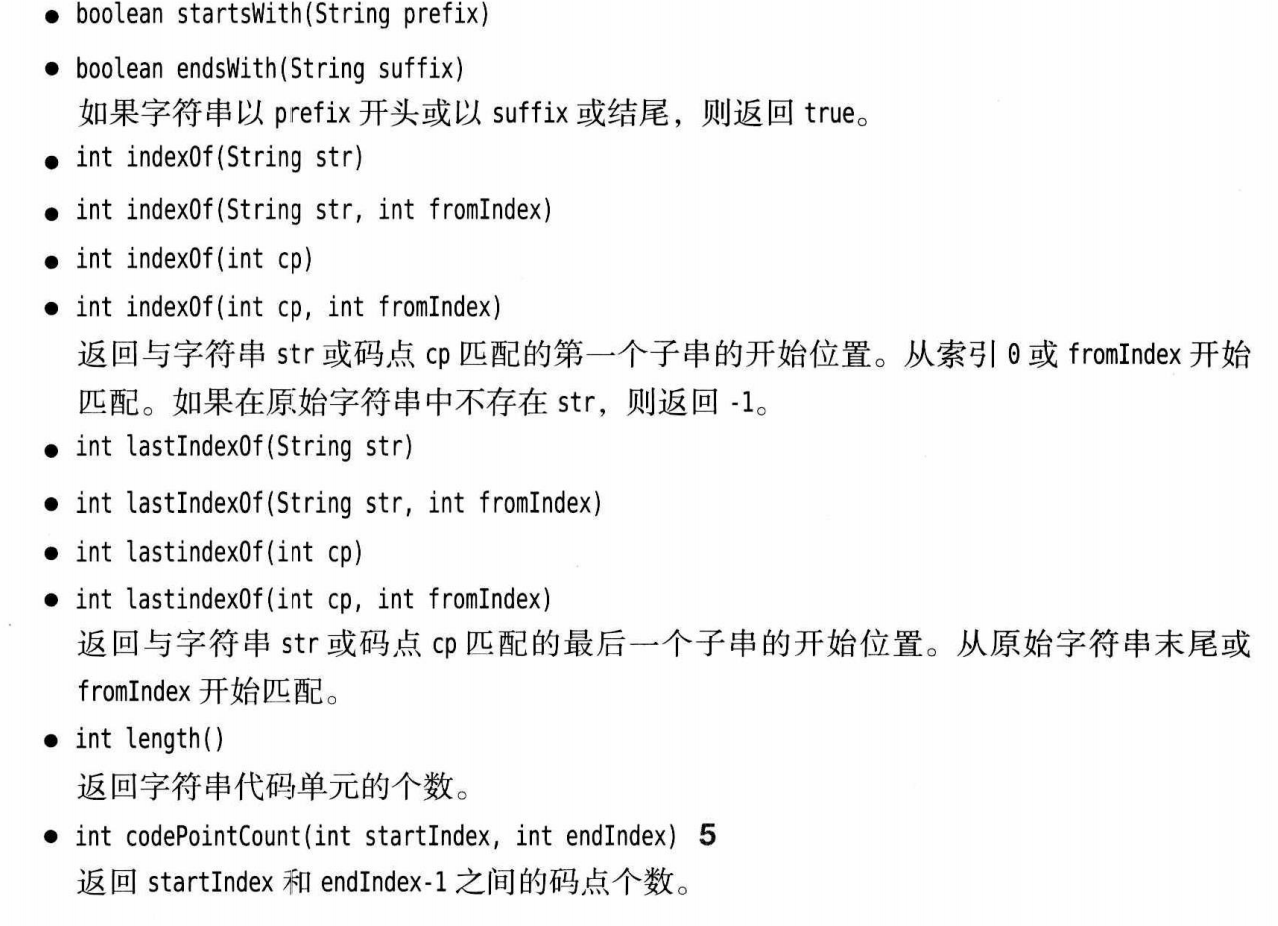 ● boolean startsWith(String prefix)
● boolean endsWith(String suffix)
如果字符串以 prefix 开头或以 suffix 或结尾，则返回 true。
● int indexOf(String str)
● int indexOf(String str, int fromIndex)
● int indexOf(int cp)
● int indexOf(int cp, int fromIndex)
返回与字符串 str 或码点 cp 匹配的第一个子串的开始位置。从索引 0 或 fromIndex 开始
匹配。如果在原始字符串中不存在 str，则返回 -1。
● int lastIndexOf(String str)
● int lastIndexOf(String str, int fromIndex)
● int lastindexOf(int cp)
● int lastindexOf(int cp, int fromIndex)
返回与字符串 str 或码点 cp 匹配的最后一个子串的开始位置。从原始字符串末尾或
fromIndex 开始匹配。
● int length()
返回字符串代码单元的个数。
● int codePointCount(int startIndex, int endIndex) 5
返回 startIndex 和 endIndex-1 之间的码点个数。